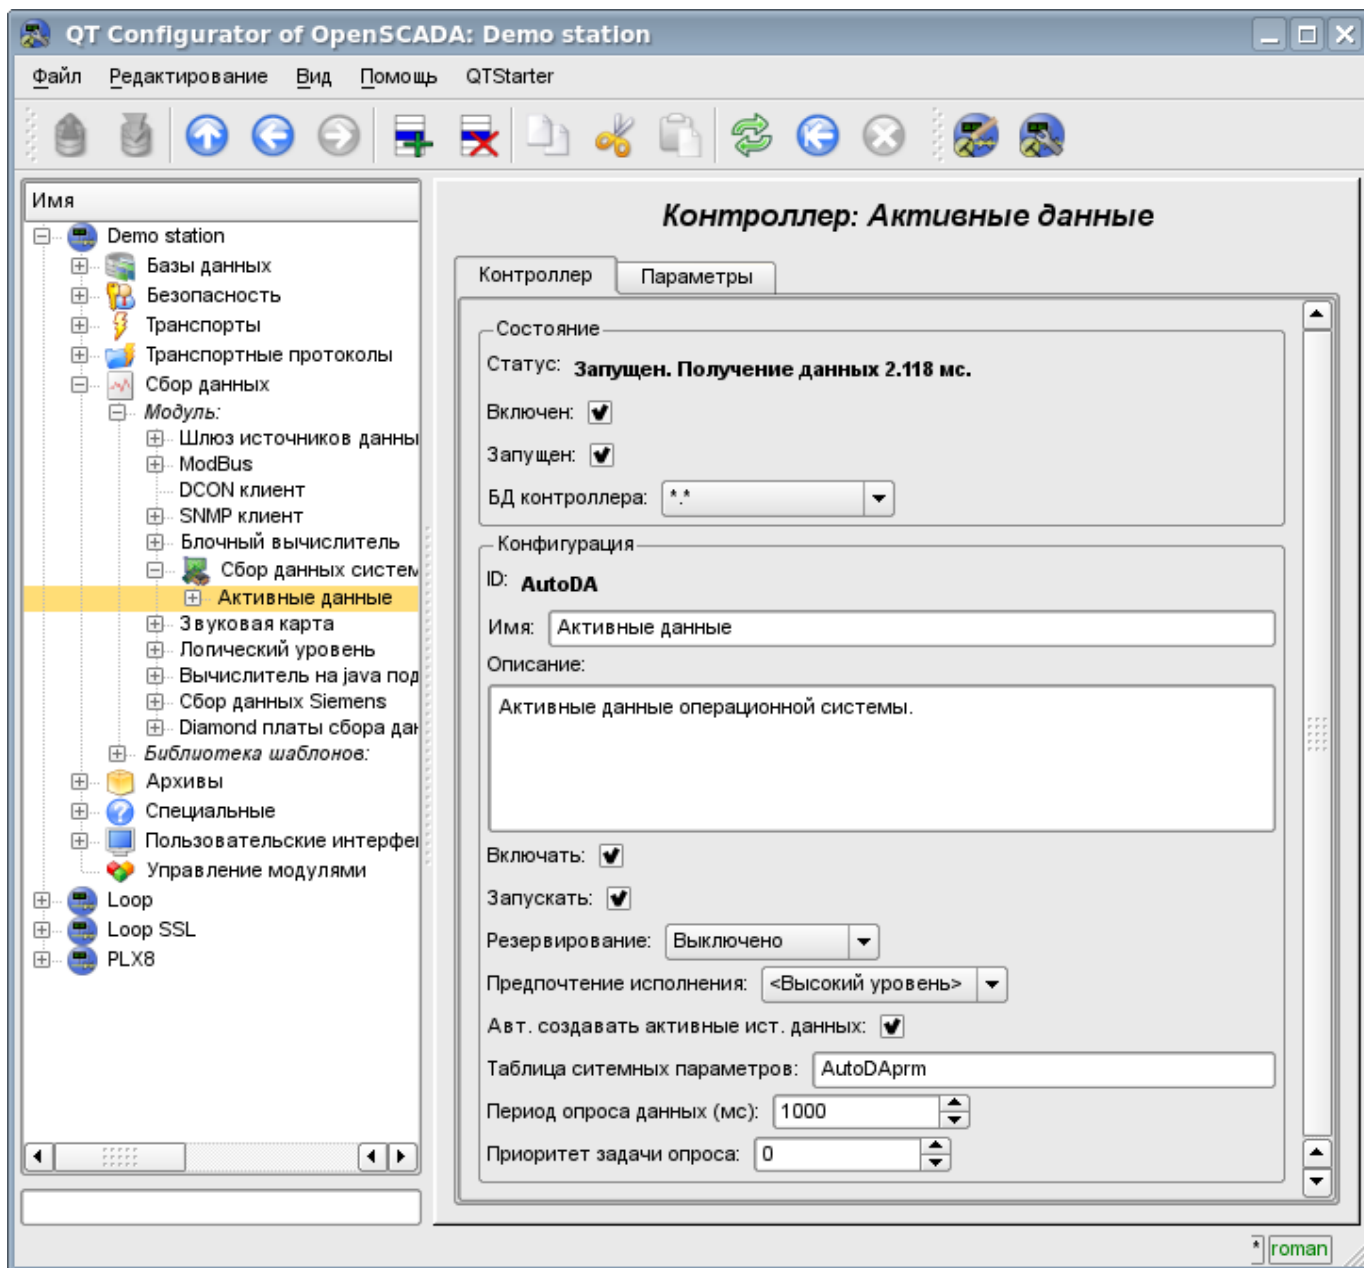 QT Configurator of OpenSCADA: Demo station
Файл Редактирование Вид Помощь QTStarter
Имя
Demo station
Базы данных
Безопасность
Транспорты
Транспортные протоколы
Сбор данных
Модуль:
Шлюз источников данны
ModBus
DCON клиент
SNMP клиент
Блочный вычислитель
Сбор данных систем
Активные данные
Звуковая карта
Логический уровень
Вычислитель на java под
Сбор данных Siemens
Diamond платы сбора дан
Библиотека шаблонов:
Архивы
Специальные
Пользовательские интерфей
Управление модулями
Loop
Loop SSL
PLX8
Контроллер: Активные данные
Контроллер Параметры
Состояние
Статус: Запущен. Получение данных 2.118 мс.
Включен:
Запущен:
БД контроллера: *.*
Конфигурация
ID: AutoDA
Имя: Активные данные
Описание:
Активные данные операционной системы.
Включать:
Запускать:
Резервирование: Выключено
Предпочтение исполнения: <Высокий уровень>
Авт. создавать активные ист. данных:
Таблица ситемных параметров: AutoDAprm
Период опроса данных (мс): 1000
Приоритет задачи опроса: 0
* roman